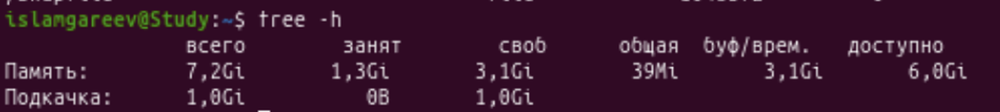 islamgareev@Study:~$ free -h
всего занят своб общая буф/врем. доступно
Память: 7,2Gi 1,3Gi 3,1Gi 39Mi 3,1Gi 6,0Gi
Подкачка: 1,0Gi 0B 1,0Gi